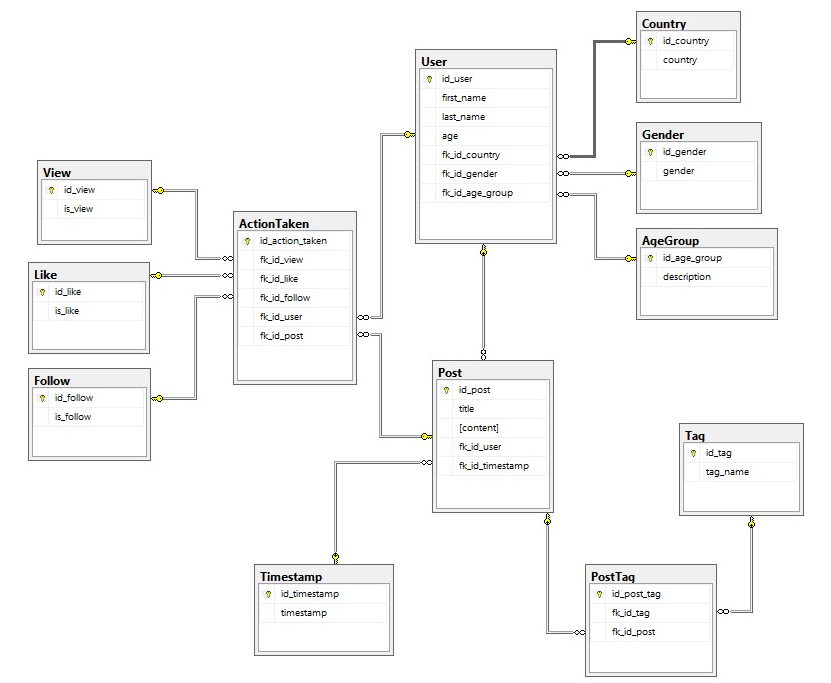 Country
id_country
country
User
id_user
first_name
last_name
age
fk_id_country
fk_id_gender
fk_id_age_group
Gender
id_gender
gender
AgeGroup
id_age_group
description
View
id_view
is_view
Like
id_like
is_like
Follow
id_follow
is_follow
ActionTaken
id_action_taken
fk_id_view
fk_id_like
fk_id_follow
fk_id_user
fk_id_post
Post
id_post
title
[content]
fk_id_user
fk_id_timestamp
Tag
id_tag
tag_name
Timestamp
id_timestamp
timestamp
PostTag
id_post_tag
fk_id_tag
fk_id_post